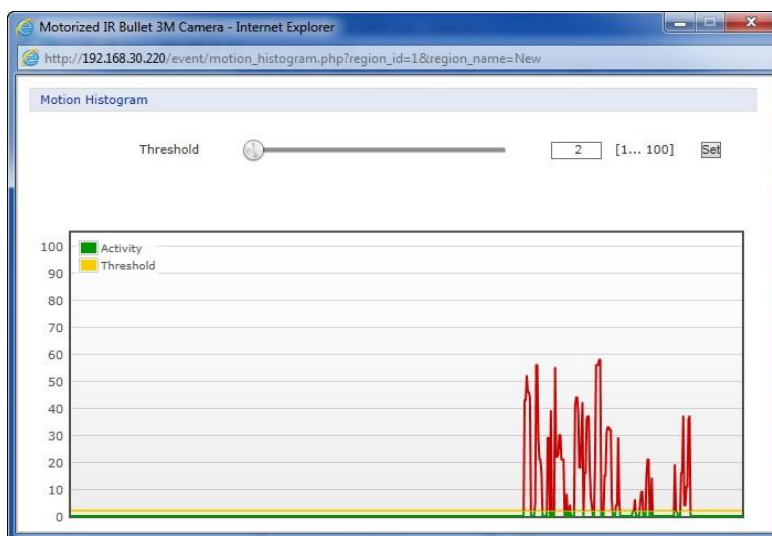 Motorized IR Bullet 3M Camera - Internet Explorer
http://192.168.30.220/event/motion_histogram.php?region_id=1&region_name=New
Motion Histogram
Threshold 2 [1... 100] Set
100
Activity
Threshold
90
80
70
60
50
40
30
20
10
0